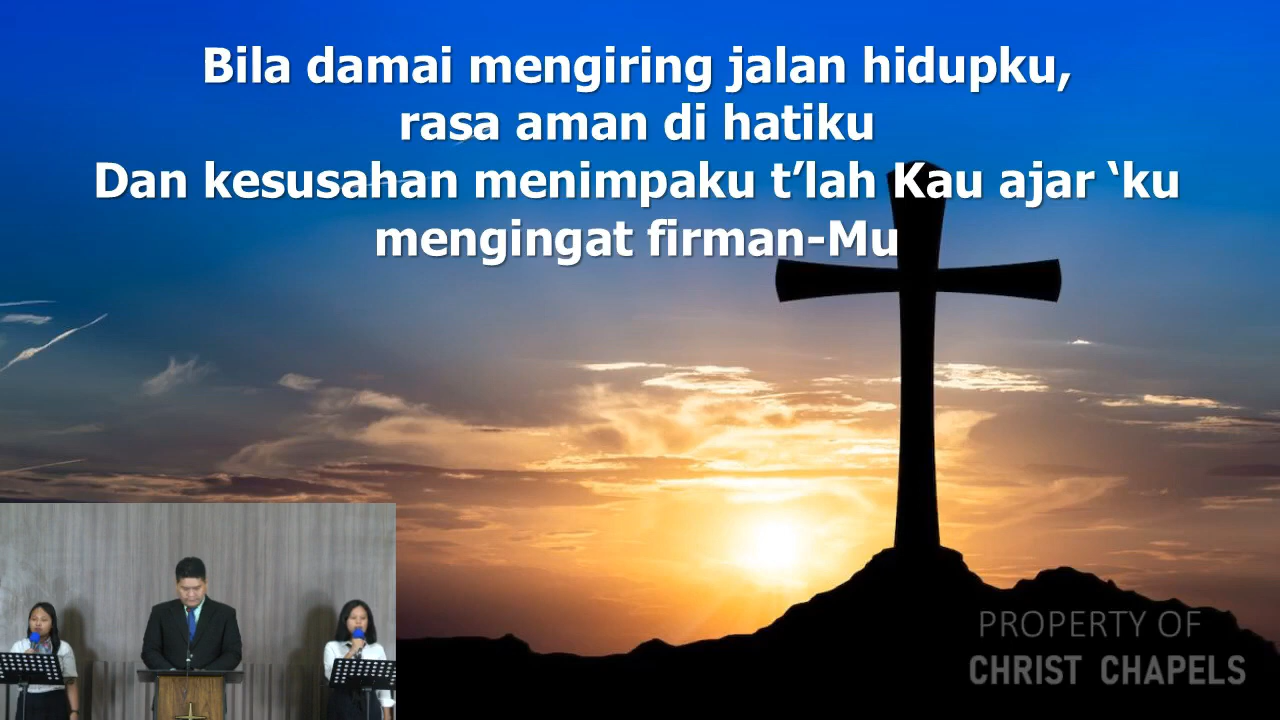 Bila damai mengiring jalan hidupku,
rasa aman di hatiku
Dan kesusahan menimpaku t’lah Kau ajar ‘ku
mengingat firman-Mu
PROPERTY OF
CHRIST CHAPELS